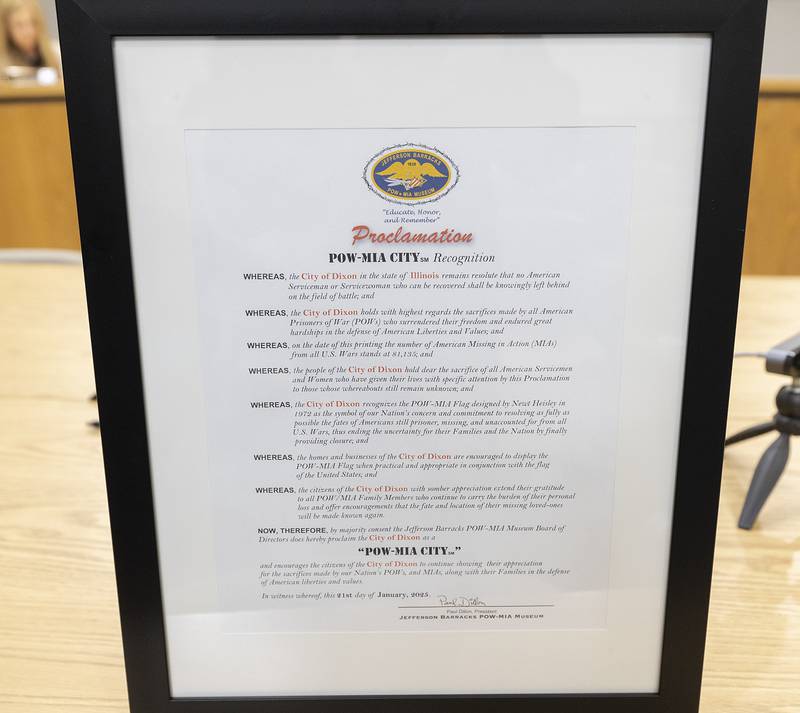 JEFFERSON BARRACKS
1826
POW★MIA MUSEUM
"Educate, Honor,
and Remember"
Proclamation
POW-MIA CITY SM Recognition
WHEREAS, the City of Dixon in the state of Illinois remains resolute that no American
Serviceman or Servicewoman who can be recovered shall be knowingly left behind
on the field of battle; and
WHEREAS, the City of Dixon holds with highest regards the sacrifices made by all American
Prisoners of War (POWs) who surrendered their freedom and endured great
hardships in the defense of American Liberties and Values; and
WHEREAS, on the date of this printing the number of American Missing in Action (MIAs)
from all U.S. Wars stands at 81,135; and
WHEREAS, the people of the City of Dixon hold dear the sacrifice of all American Servicemen
and Women who have given their lives with specific attention by this Proclamation
to those whose whereabouts still remain unknown; and
WHEREAS, the City of Dixon recognizes the POW-MIA Flag designed by Newt Heisley in
1972 as the symbol of our Nation's concern and commitment to resolving as fully as
possible the fates of Americans still prisoner, missing, and unaccounted for from all
U.S. Wars, thus ending the uncertainty for their Families and the Nation by finally
providing closure; and
WHEREAS, the homes and businesses of the City of Dixon are encouraged to display the
POW-MIA Flag when practical and appropriate in conjunction with the flag
of the United States; and
WHEREAS, the citizens of the City of Dixon with somber appreciation extend their gratitude
to all POW/MIA Family Members who continue to carry the burden of their personal
loss and offer encouragements that the fate and location of their missing loved-ones
will be made known again.
NOW, THEREFORE, by majority consent the Jefferson Barracks POW-MIA Museum Board of
Directors does hereby proclaim the City of Dixon as a
"POW-MIA CITY SM"
and encourages the citizens of the City of Dixon to continue showing their appreciation
for the sacrifices made by our Nation's POWs, and MIAs, along with their Families in the defense
of American liberties and values.
In witness whereof, this 21st day of January, 2025.
Paul Dillon
Paul Dillon, President
JEFFERSON BARRACKS POW-MIA MUSEUM